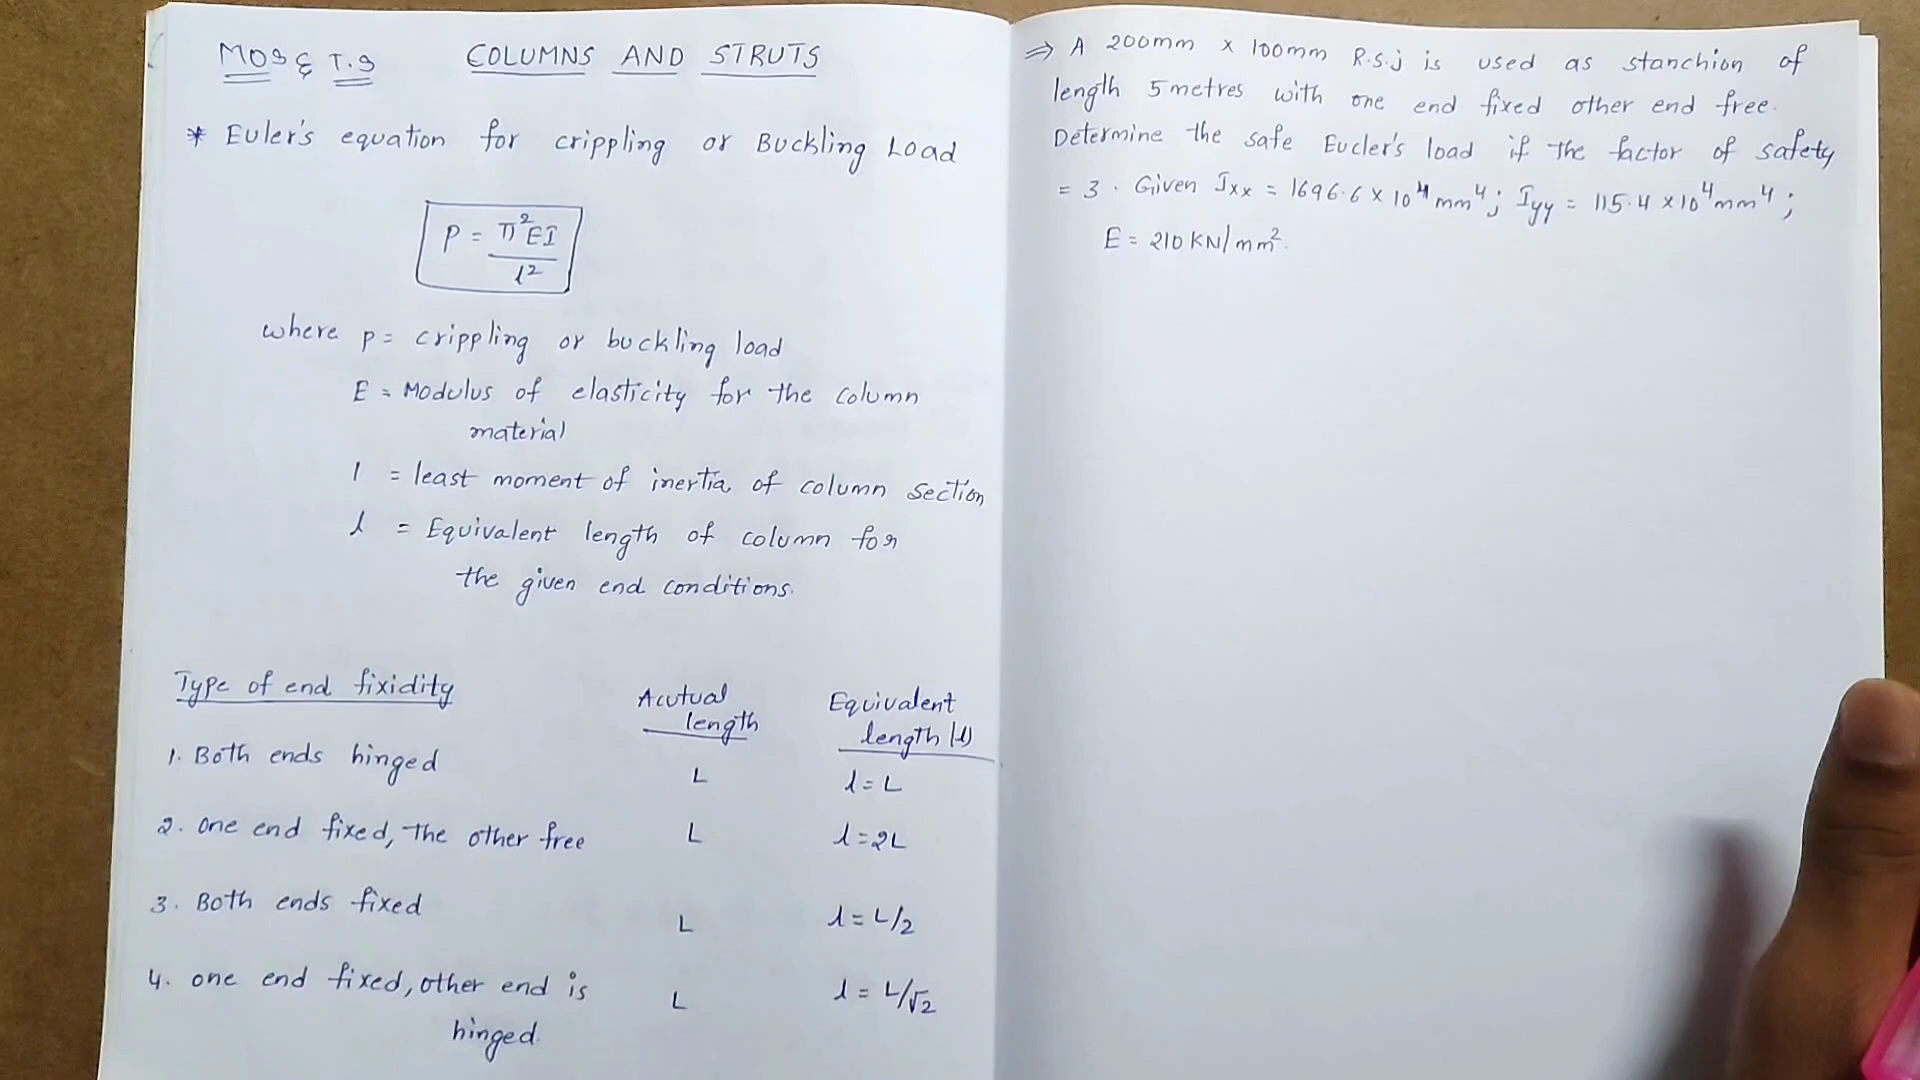 MOS & T.S COLUMNS AND STRUTS
* Euler's equation for crippling or Buckling Load
P = π²EI / l²
where P = crippling or buckling load
E = Modulus of elasticity for the column
material
I = least moment of inertia of column section
l = Equivalent length of column for
the given end conditions.
Type of end fixidity Acutual length Equivalent length (l)
1. Both ends hinged L l = L
2. one end fixed, the other free L l = 2L
3. Both ends fixed L l = L/2
4. one end fixed, other end is L l = L/√2
hinged.
⇒ A 200mm x 100mm R.S.j is used as stanchion of
length 5metres with one end fixed other end free.
Determine the safe Eucler's load if the factor of safety
= 3. Given Ixx = 1696.6 x 10⁴ mm⁴; Iyy = 115.4 x 10⁴ mm⁴;
E = 210 KN/mm².